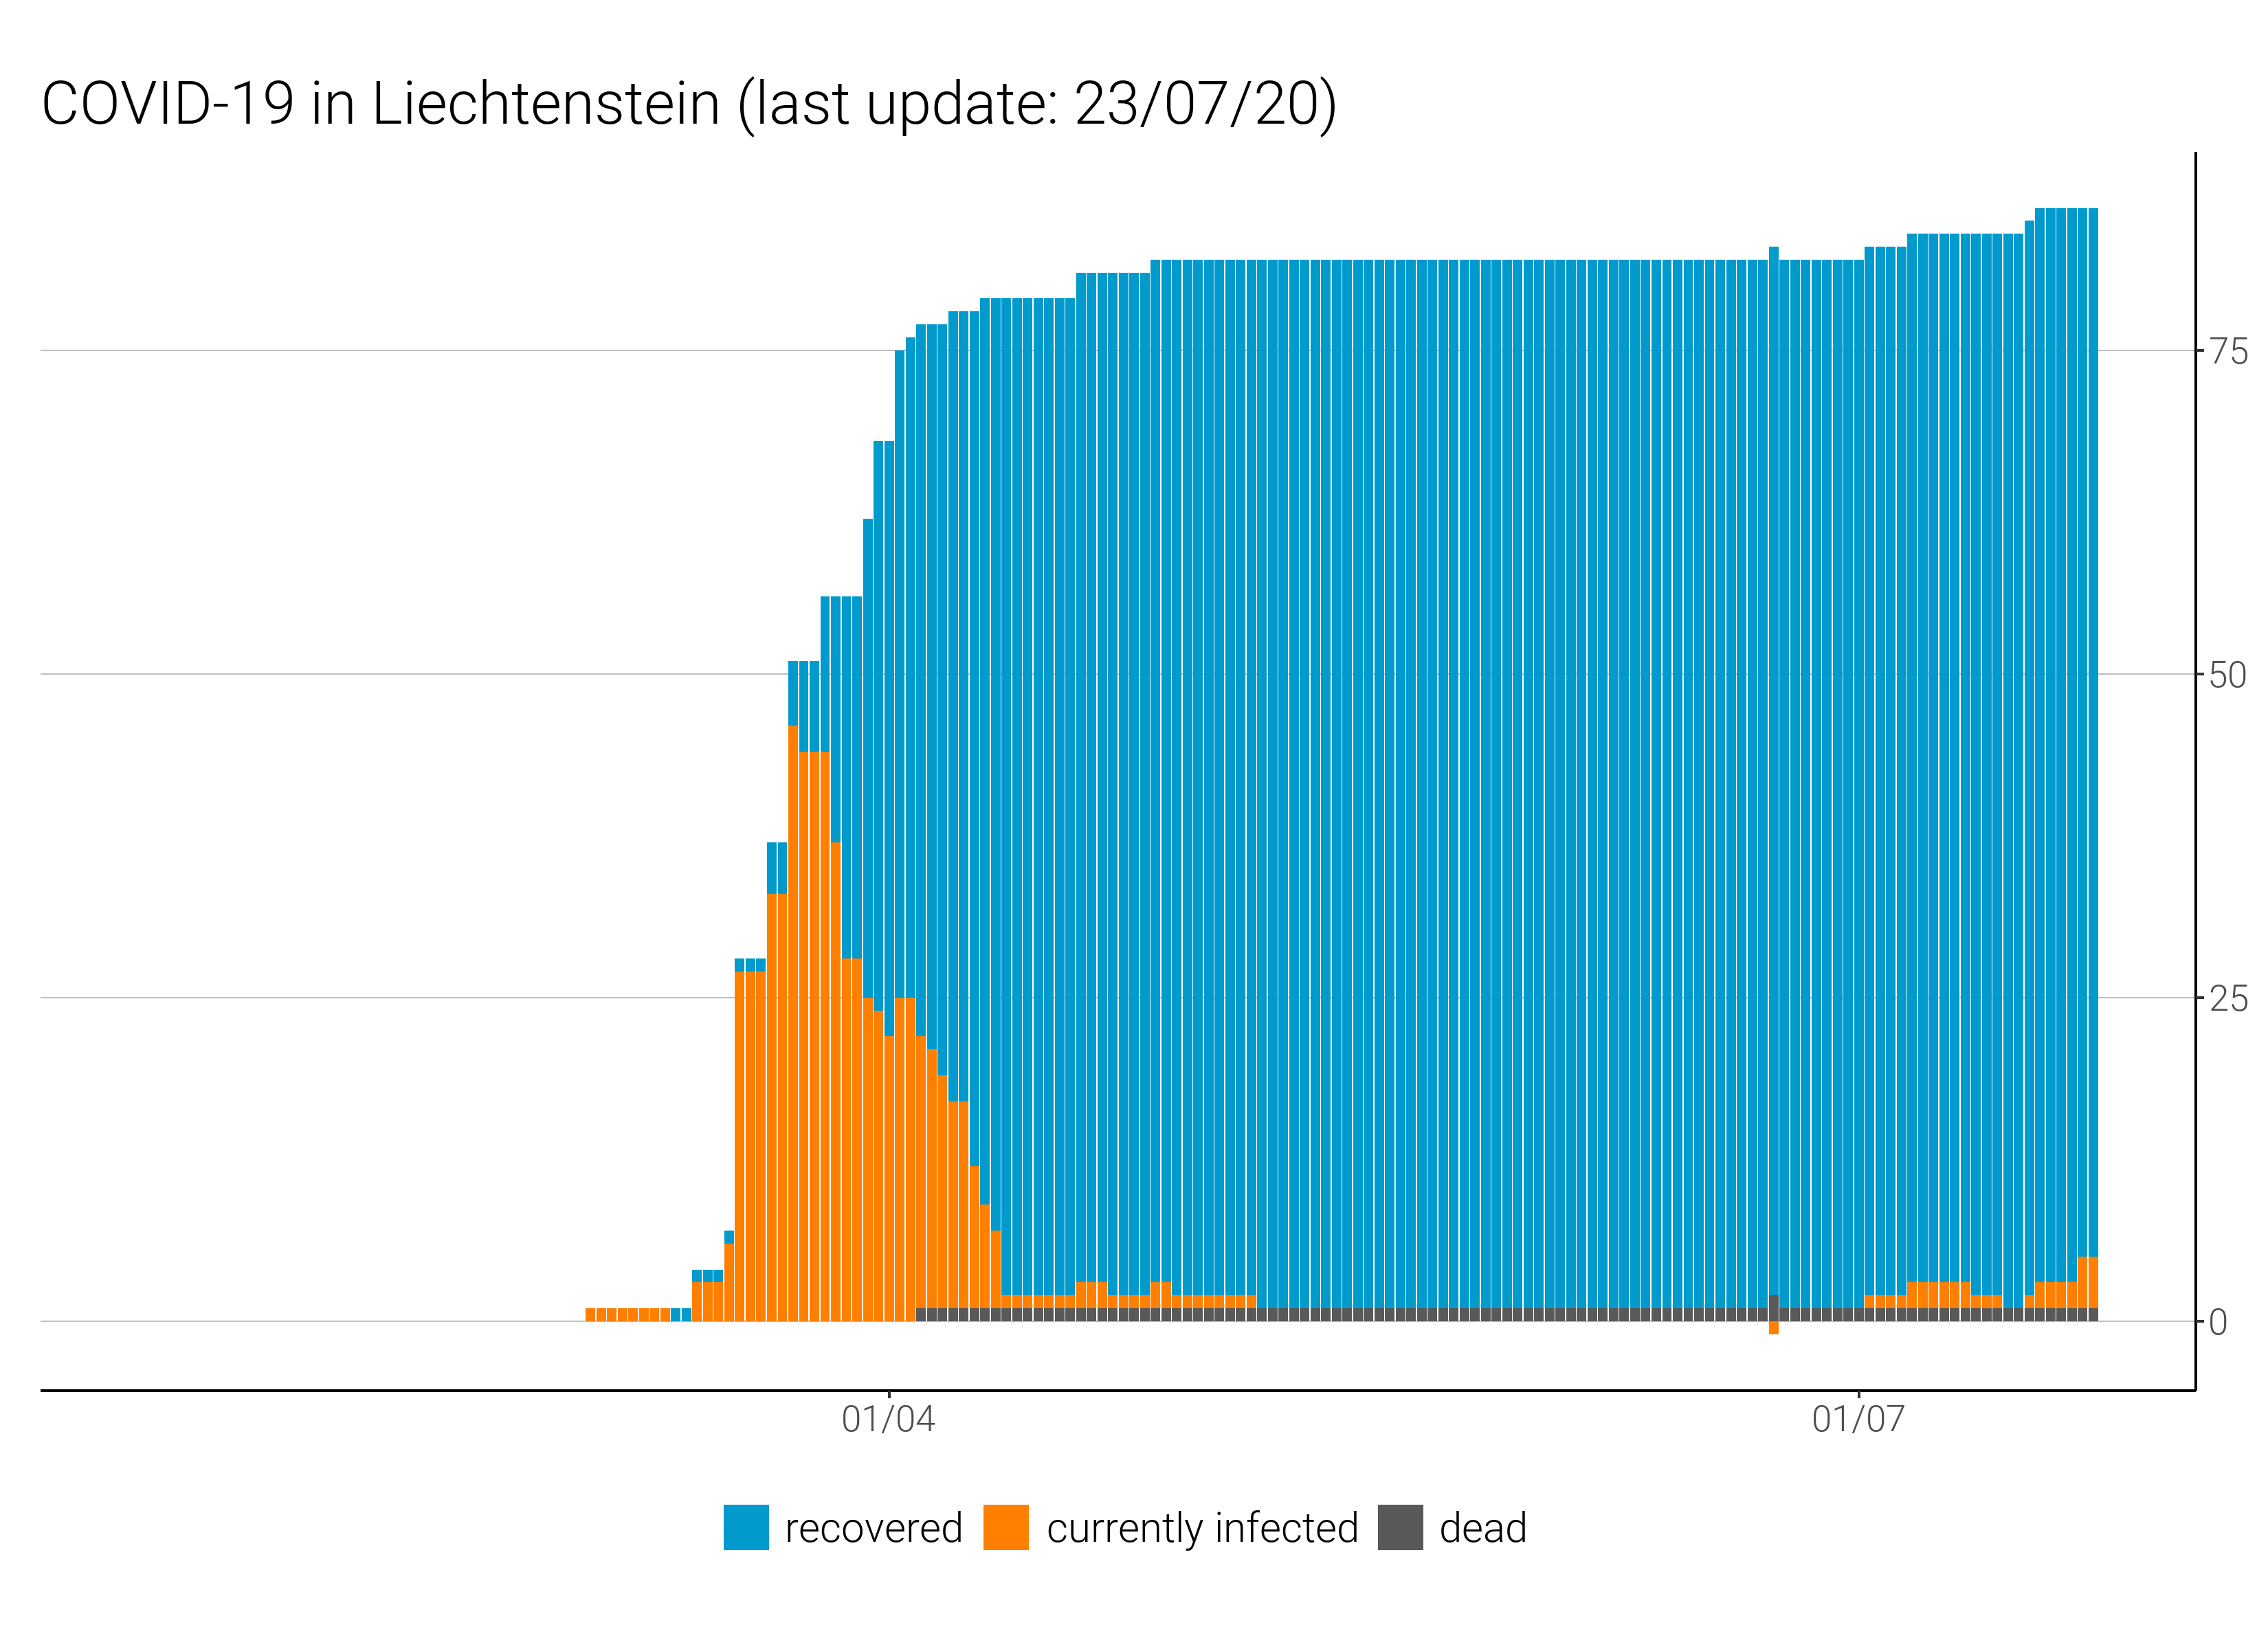 COVID-19 in Liechtenstein (last update: 23/07/20)
75
50
25
0
01/04 01/07
recovered currently infected dead